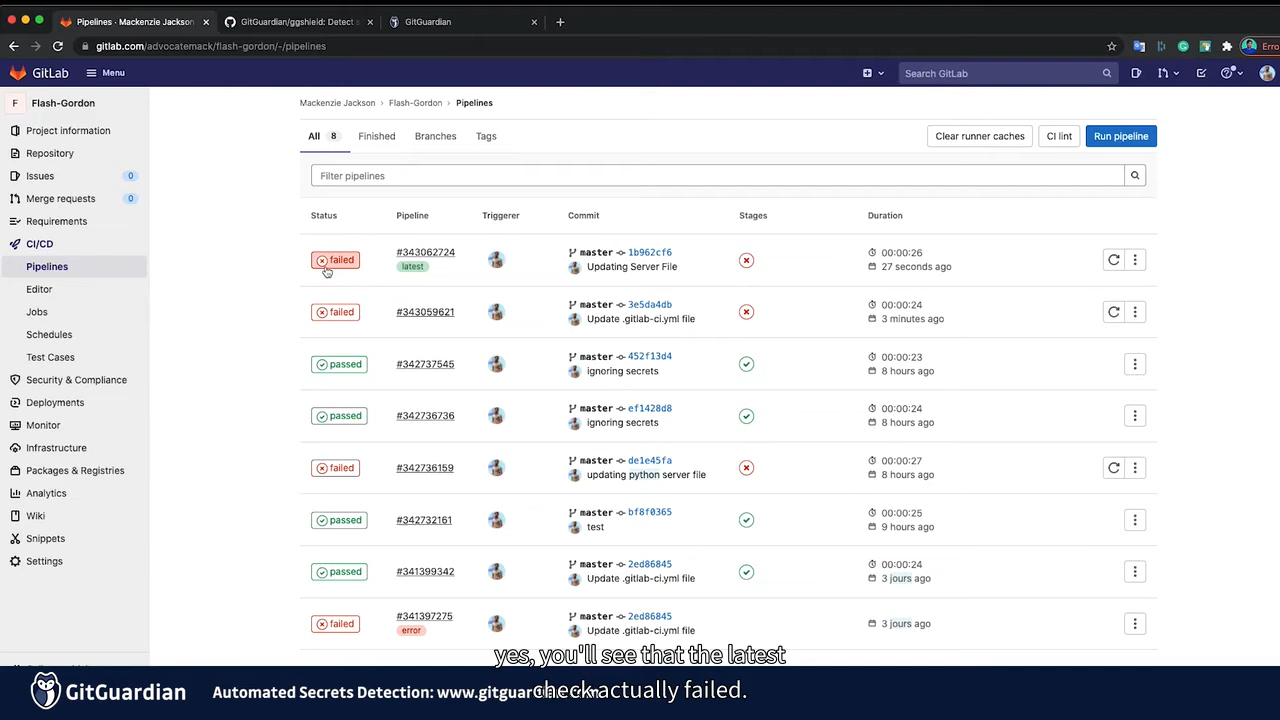 Pipelines · Mackenzie Jackson ×
GitGuardian/ggshield: Detect s ×
GitGuardian ×
gitlab.com/advocatemack/flash-gordon/-/pipelines
Erro
GitLab Menu Search GitLab
F Flash-Gordon
Project information
Repository
Issues 0
Merge requests 0
Requirements
CI/CD
Pipelines
Editor
Jobs
Schedules
Test Cases
Security & Compliance
Deployments
Monitor
Infrastructure
Packages & Registries
Analytics
Wiki
Snippets
Settings
Mackenzie Jackson › Flash-Gordon › Pipelines
All 8 Finished Branches Tags Clear runner caches CI lint Run pipeline
Filter pipelines
Status Pipeline Triggerer Commit Stages Duration
failed #343062724 master 1b962cf6 00:00:26
latest Updating Server File 27 seconds ago
failed #343059621 master 3e5da4db 00:00:24
Update .gitlab-ci.yml file 3 minutes ago
passed #342737545 master 452f13d4 00:00:23
ignoring secrets 8 hours ago
passed #342736736 master ef1428d8 00:00:24
ignoring secrets 8 hours ago
failed #342736159 master de1e45fa 00:00:27
updating python server file 8 hours ago
passed #342732161 master bf8f0365 00:00:25
test 9 hours ago
passed #341399342 master 2ed86845 00:00:24
Update .gitlab-ci.yml file 3 jours ago
failed #341397275 master 2ed86845
error Update .gitlab-ci.yml file 3 jours ago
yes, you'll see that the latest
check actually failed.
GitGuardian Automated Secrets Detection: www.gitguar